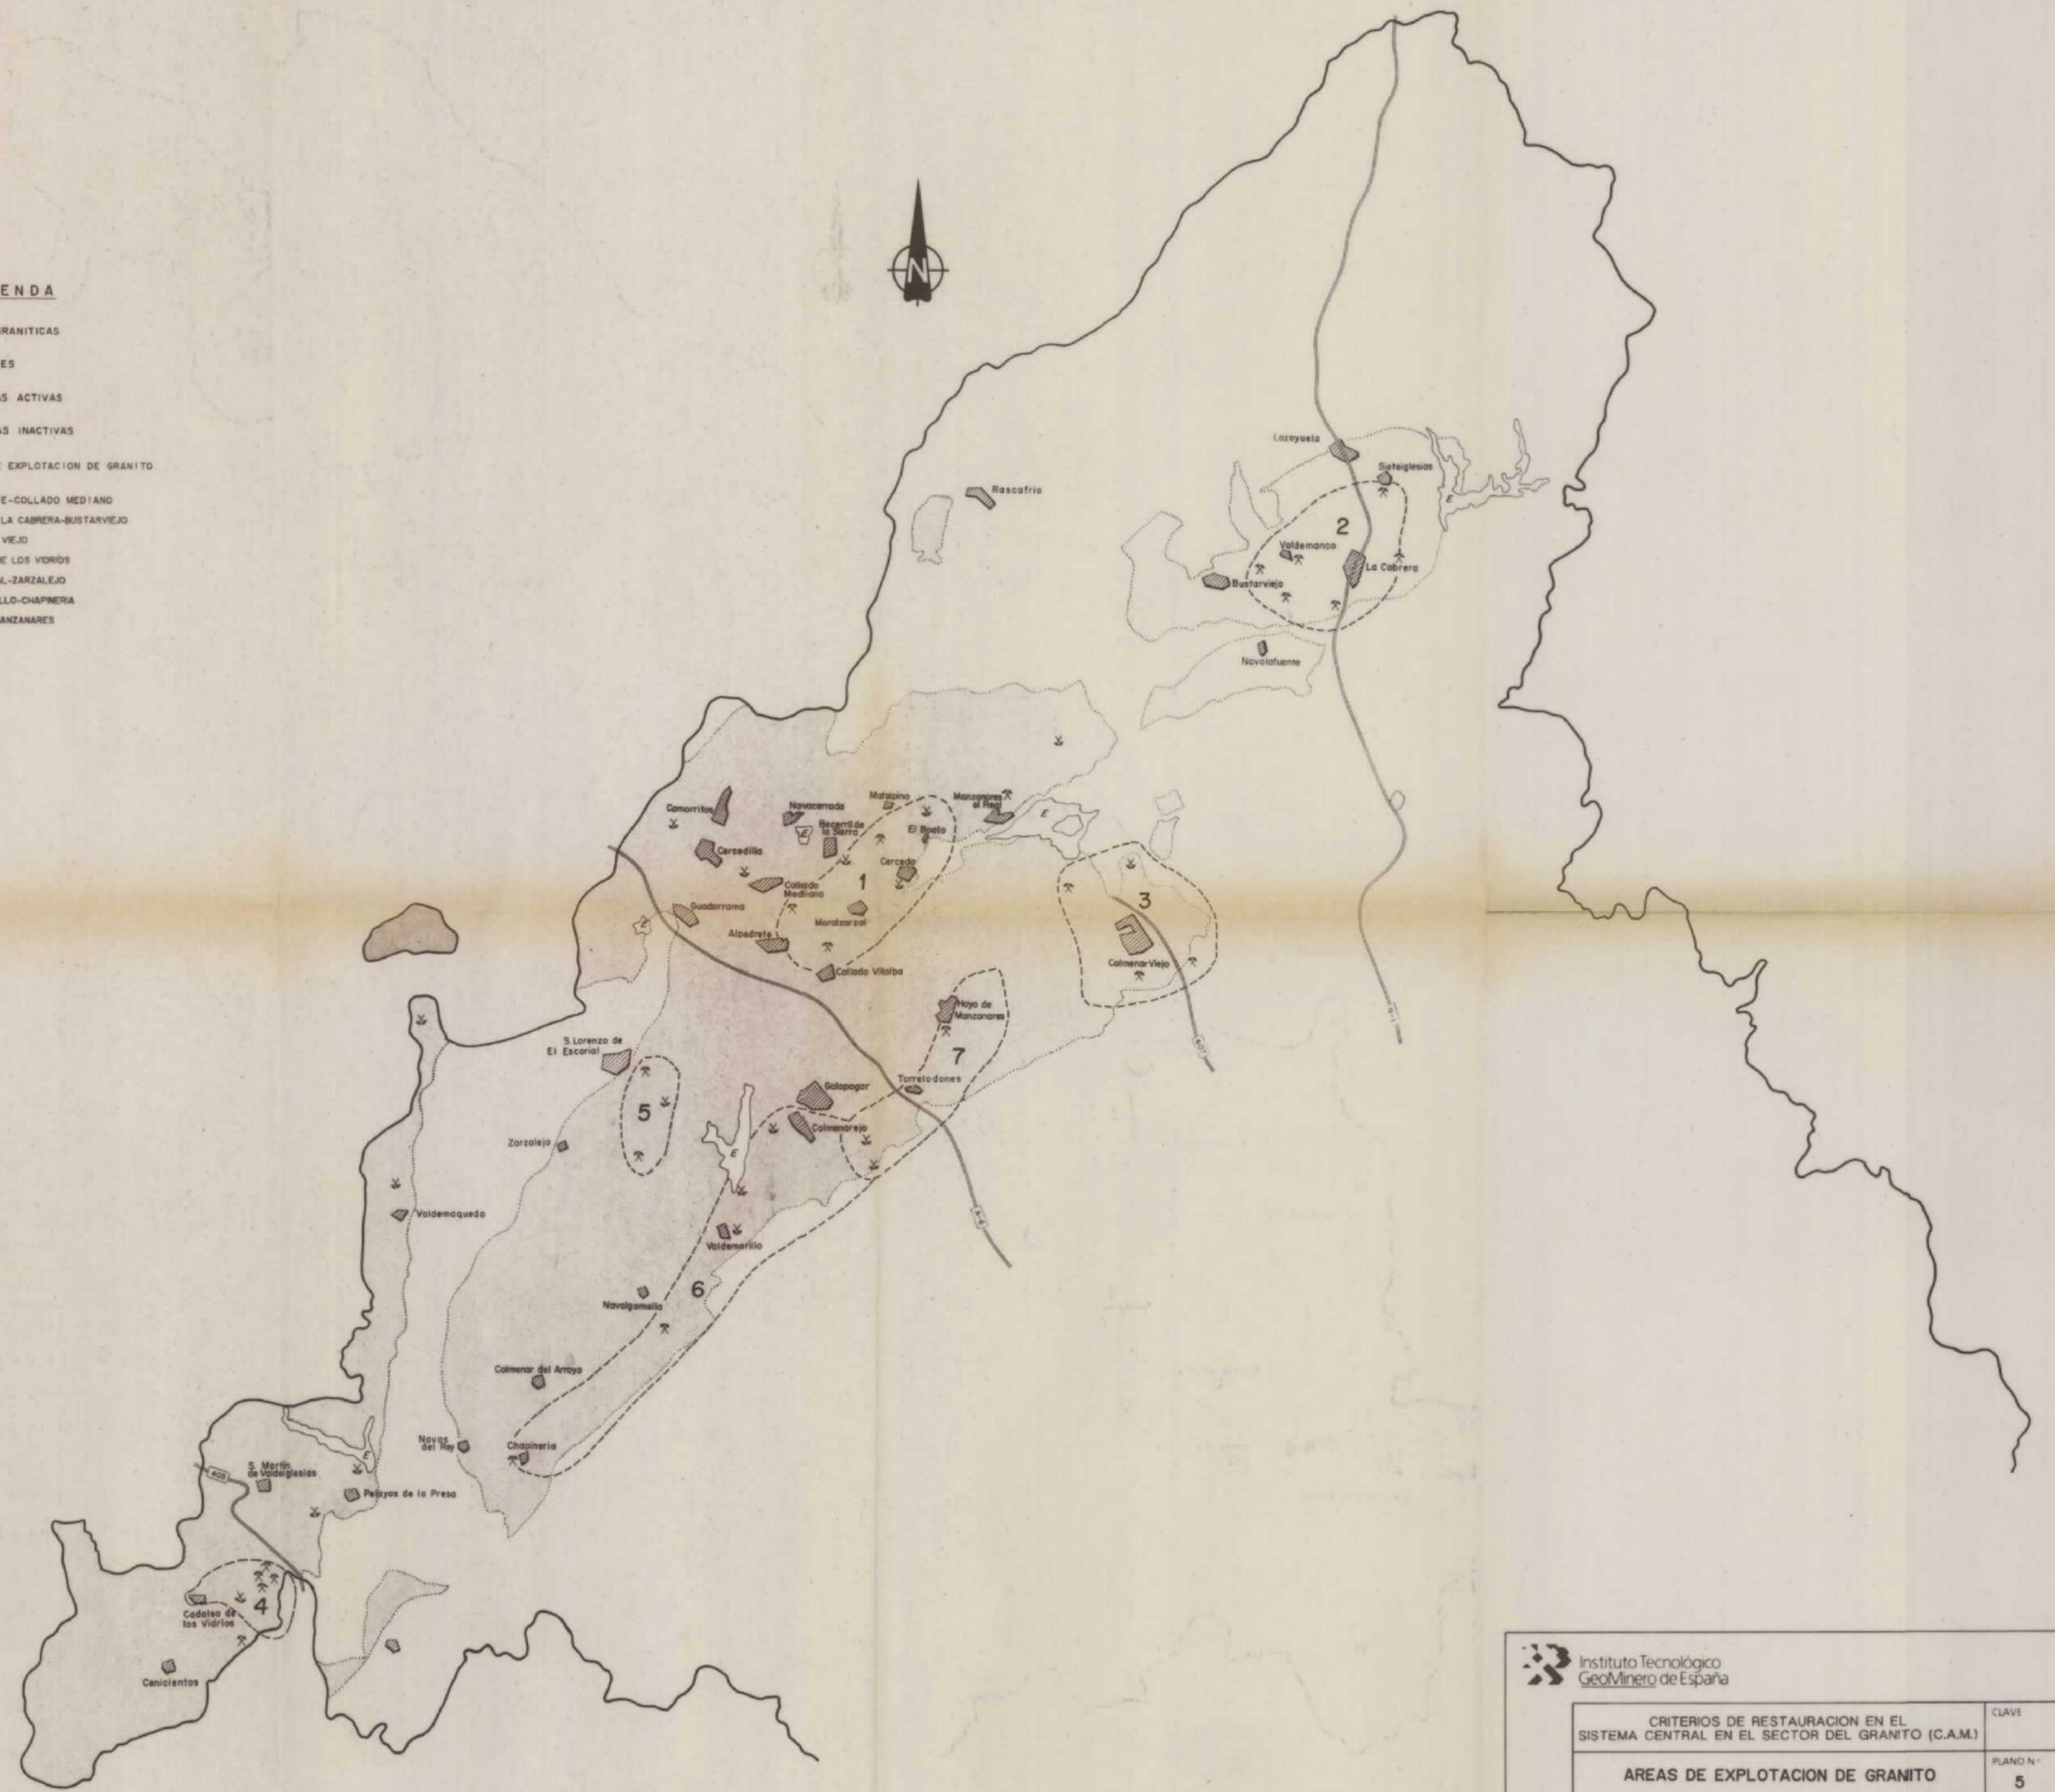 ENDA
RANITICAS
ES
S ACTIVAS
AS INACTIVAS
E EXPLOTACION DE GRANITO
E-COLLADO MEDIANO
LA CABRERA-BUSTARVIEJO
VIEJO
E LOS VIDRIOS
AL-ZARZALEJO
LLO-CHAPINERIA
ANZANARES
N
Lozoyuela
Sieteiglesias
Rascafria
E
2
Valdemanco
La Cabrera
Bustarviejo
Navalafuente
Camorritos
Navacerrada
Mataipino
Manzanares
el Real
Becerril de
la Sierra
E
El Boalo
E
Cercedilla
Cerceda
Collado
Mediano
1
3
Guadarrama
Moralzarzal
Alpedrete
Collado Villalba
Colmenar Viejo
Hoyo de
Manzanares
N-I
607
S. Lorenzo de
El Escorial
7
Torrelodones
Galapagar
5
Colmenarejo
Zarzalejo
E
Valdemaqueda
N-VI
Valdemorillo
6
Navalgamella
Colmenar del Arroyo
Navas
del Rey
Chapineria
E
S. Martin
de Valdeiglesias
Pelayos de la Presa
4
Cadalso de
los Vidrios
Cenicientos
Instituto Tecnológico
GeoMinero de España
CRITERIOS DE RESTAURACION EN EL
SISTEMA CENTRAL EN EL SECTOR DEL GRANITO (C.A.M.)
CLAVE
AREAS DE EXPLOTACION DE GRANITO
PLANO Nº
5